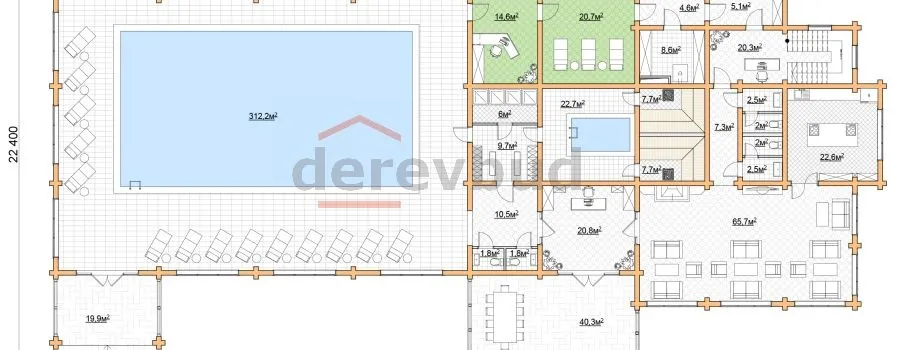 14.6м²
20.7м²
4.6м²
5.1м²
8.6м²
20.3м²
22 400
312.2м²
6м²
22.7м²
7.7м²
7.3м²
2.5м²
2м²
2м²
2.5м²
22.6м²
9.7м²
7.7м²
derevbud
10.5м²
20.8м²
65.7м²
1.8м²
1.8м²
19.9м²
40.3м²